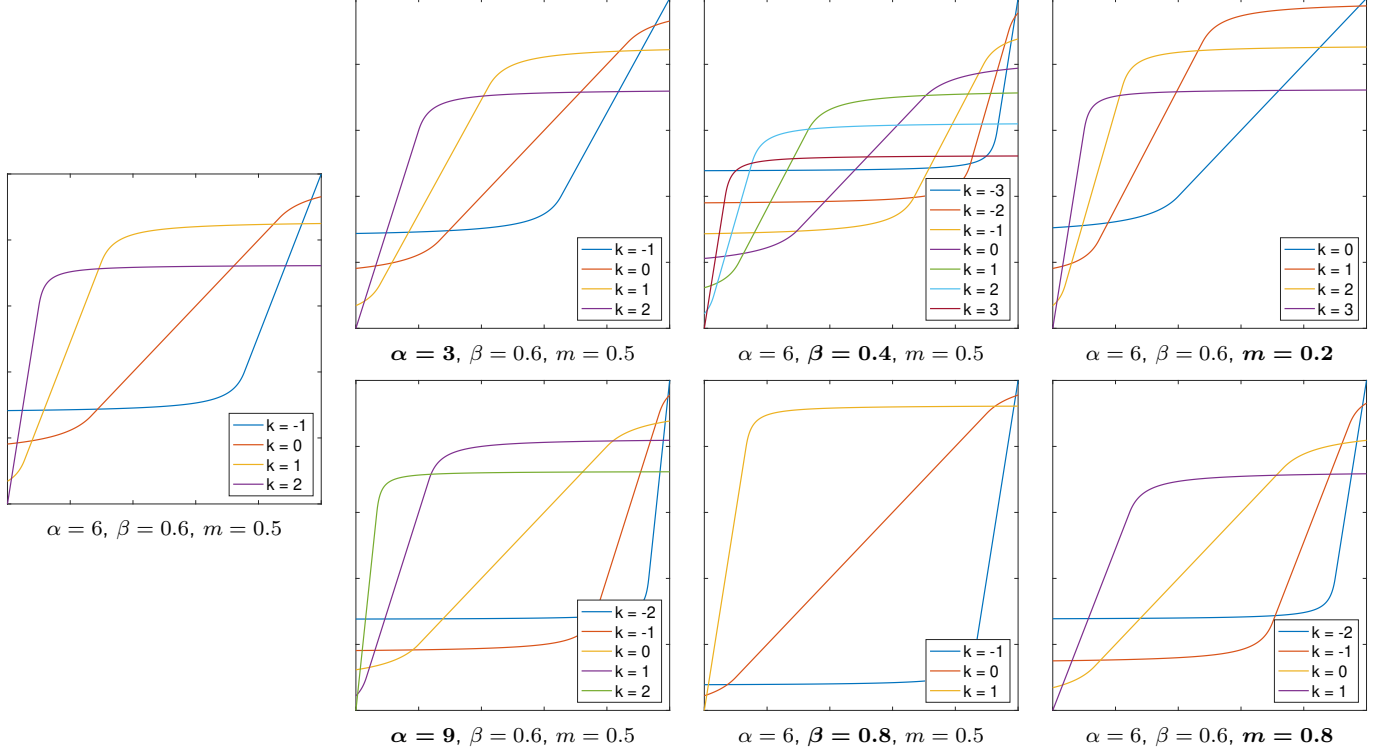 k = -1
k = 0
k = 1
k = 2
α = 6, β = 0.6, m = 0.5
k = -1
k = 0
k = 1
k = 2
α = 3, β = 0.6, m = 0.5
k = -3
k = -2
k = -1
k = 0
k = 1
k = 2
k = 3
α = 6, β = 0.4, m = 0.5
k = 0
k = 1
k = 2
k = 3
α = 6, β = 0.6, m = 0.2
k = -2
k = -1
k = 0
k = 1
k = 2
α = 9, β = 0.6, m = 0.5
k = -1
k = 0
k = 1
α = 6, β = 0.8, m = 0.5
k = -2
k = -1
k = 0
k = 1
α = 6, β = 0.6, m = 0.8